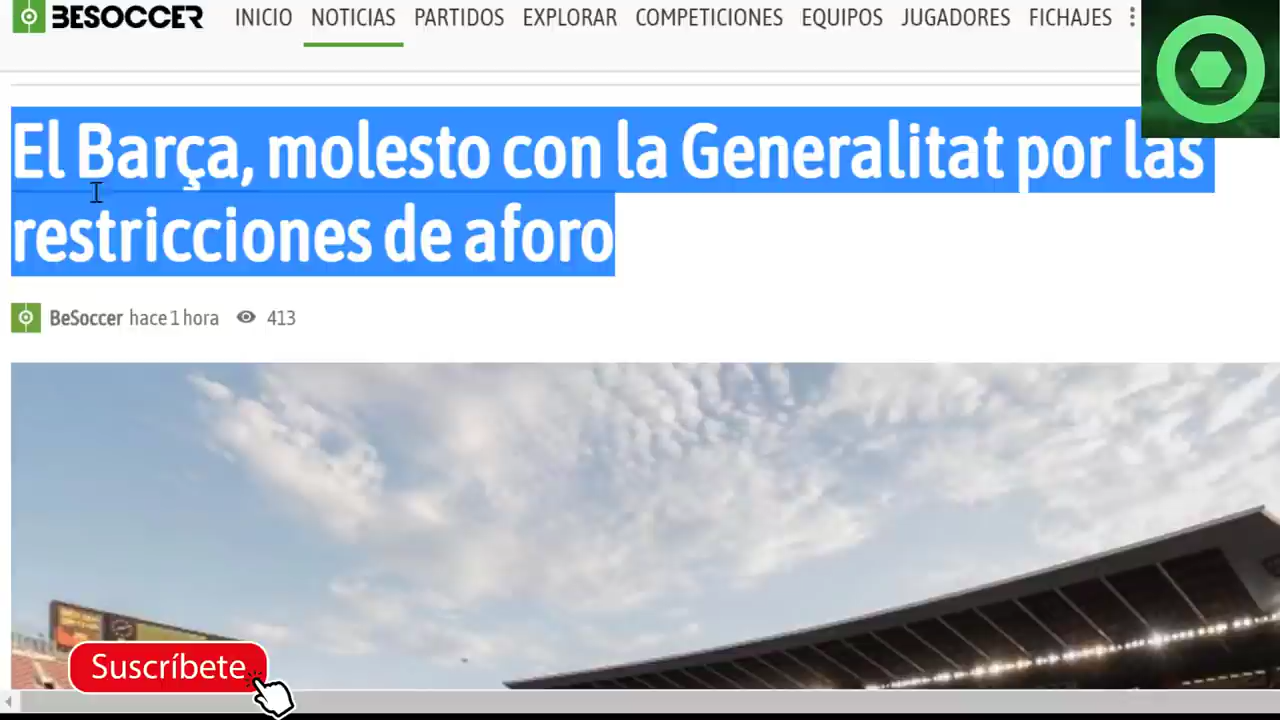 BESOCCER INICIO NOTICIAS PARTIDOS EXPLORAR COMPETICIONES EQUIPOS JUGADORES FICHAJES
El Barça, molesto con la Generalitat por las
restricciones de aforo
BeSoccer hace 1 hora 413
Suscríbete